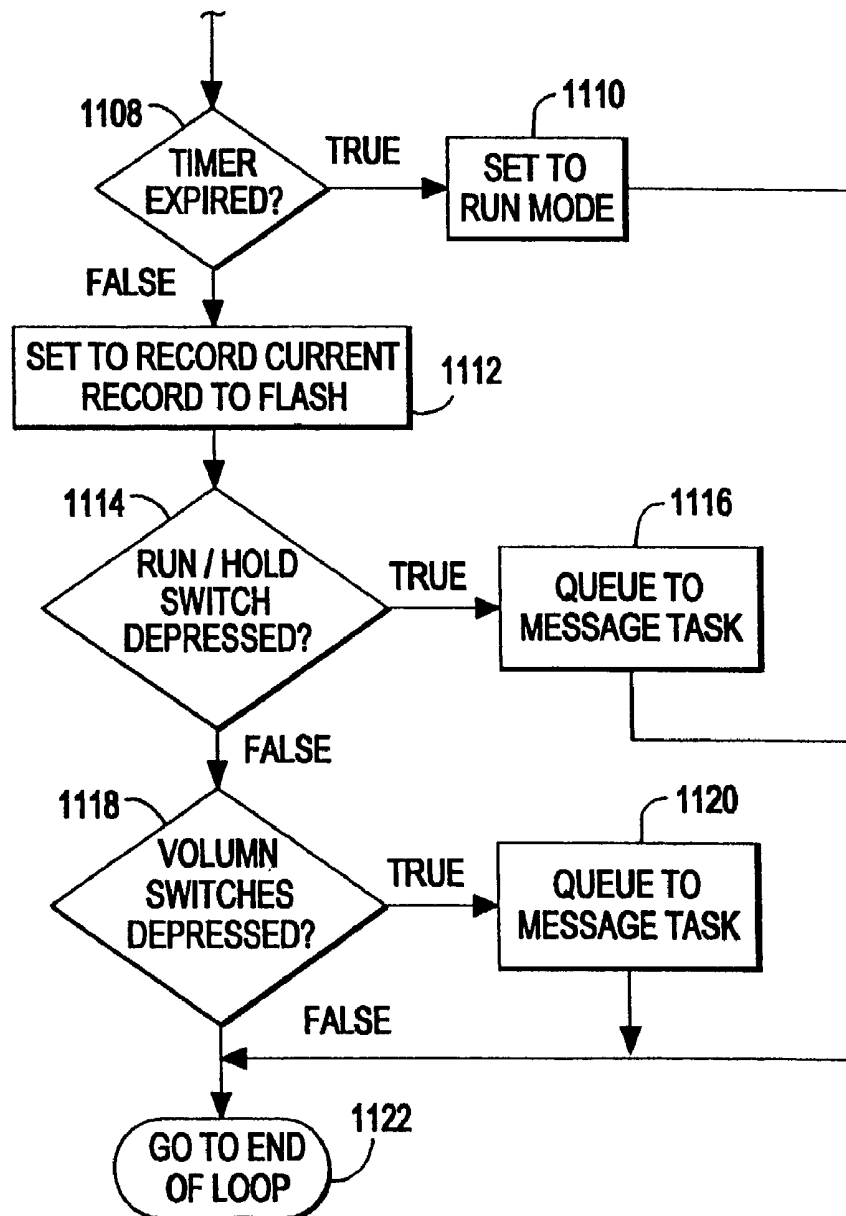 1108
TIMER
EXPIRED?
TRUE
1110
SET TO
RUN MODE
FALSE
SET TO RECORD CURRENT
RECORD TO FLASH
1112
1114
RUN / HOLD
SWITCH
DEPRESSED?
TRUE
1116
QUEUE TO
MESSAGE TASK
FALSE
1118
VOLUMN
SWITCHES
DEPRESSED?
TRUE
1120
QUEUE TO
MESSAGE TASK
FALSE
GO TO END
OF LOOP
1122